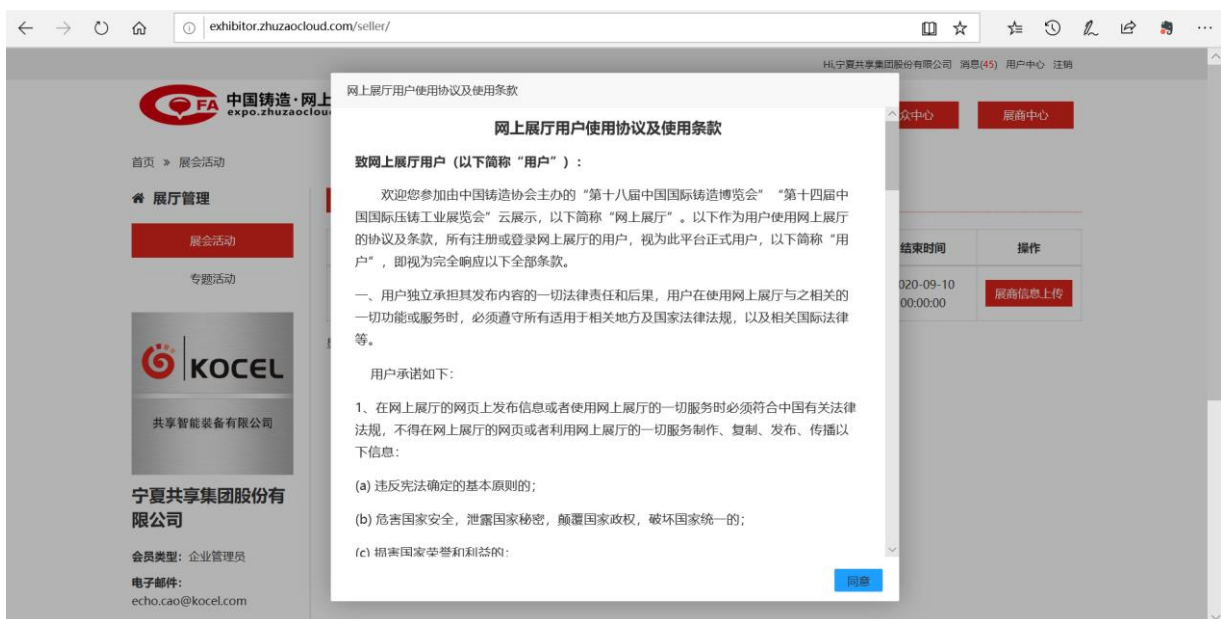 exhibitor.zhuzaocloud.com/seller/
Hi,宁夏共享集团股份有限公司 消息(45) 用户中心 注销
FA 中国铸造·网上
expo.zhuzaoclou
众中心
展商中心
首页 » 展会活动
展厅管理
展会活动
专题活动
KOCEL
共享智能装备有限公司
宁夏共享集团股份有
限公司
会员类型：企业管理员
电子邮件：
echo.cao@kocel.com
网上展厅用户使用协议及使用条款
网上展厅用户使用协议及使用条款
致网上展厅用户（以下简称“用户”）:
欢迎您参加由中国铸造协会主办的“第十八届中国国际铸造博览会” “第十四届中
国国际压铸工业展览会”云展示，以下简称“网上展厅”。以下作为用户使用网上展厅
的协议及条款，所有注册或登录网上展厅的用户，视为此平台正式用户，以下简称“用
户”，即视为完全响应以下全部条款。
一、用户独立承担其发布内容的一切法律责任和后果，用户在使用网上展厅与之相关的
一切功能或服务时，必须遵守所有适用于相关地方及国家法律法规，以及相关国际法律
等。
用户承诺如下：
1、在网上展厅的网页上发布信息或者使用网上展厅的一切服务时必须符合中国有关法律
法规，不得在网上展厅的网页或者利用网上展厅的一切服务制作、复制、发布、传播以
下信息：
(a) 违反宪法确定的基本原则的；
(b) 危害国家安全，泄露国家秘密，颠覆国家政权，破坏国家统一的；
(c) 损害国家荣誉和利益的；
同意
结束时间
操作
020-09-10
00:00:00
展商信息上传